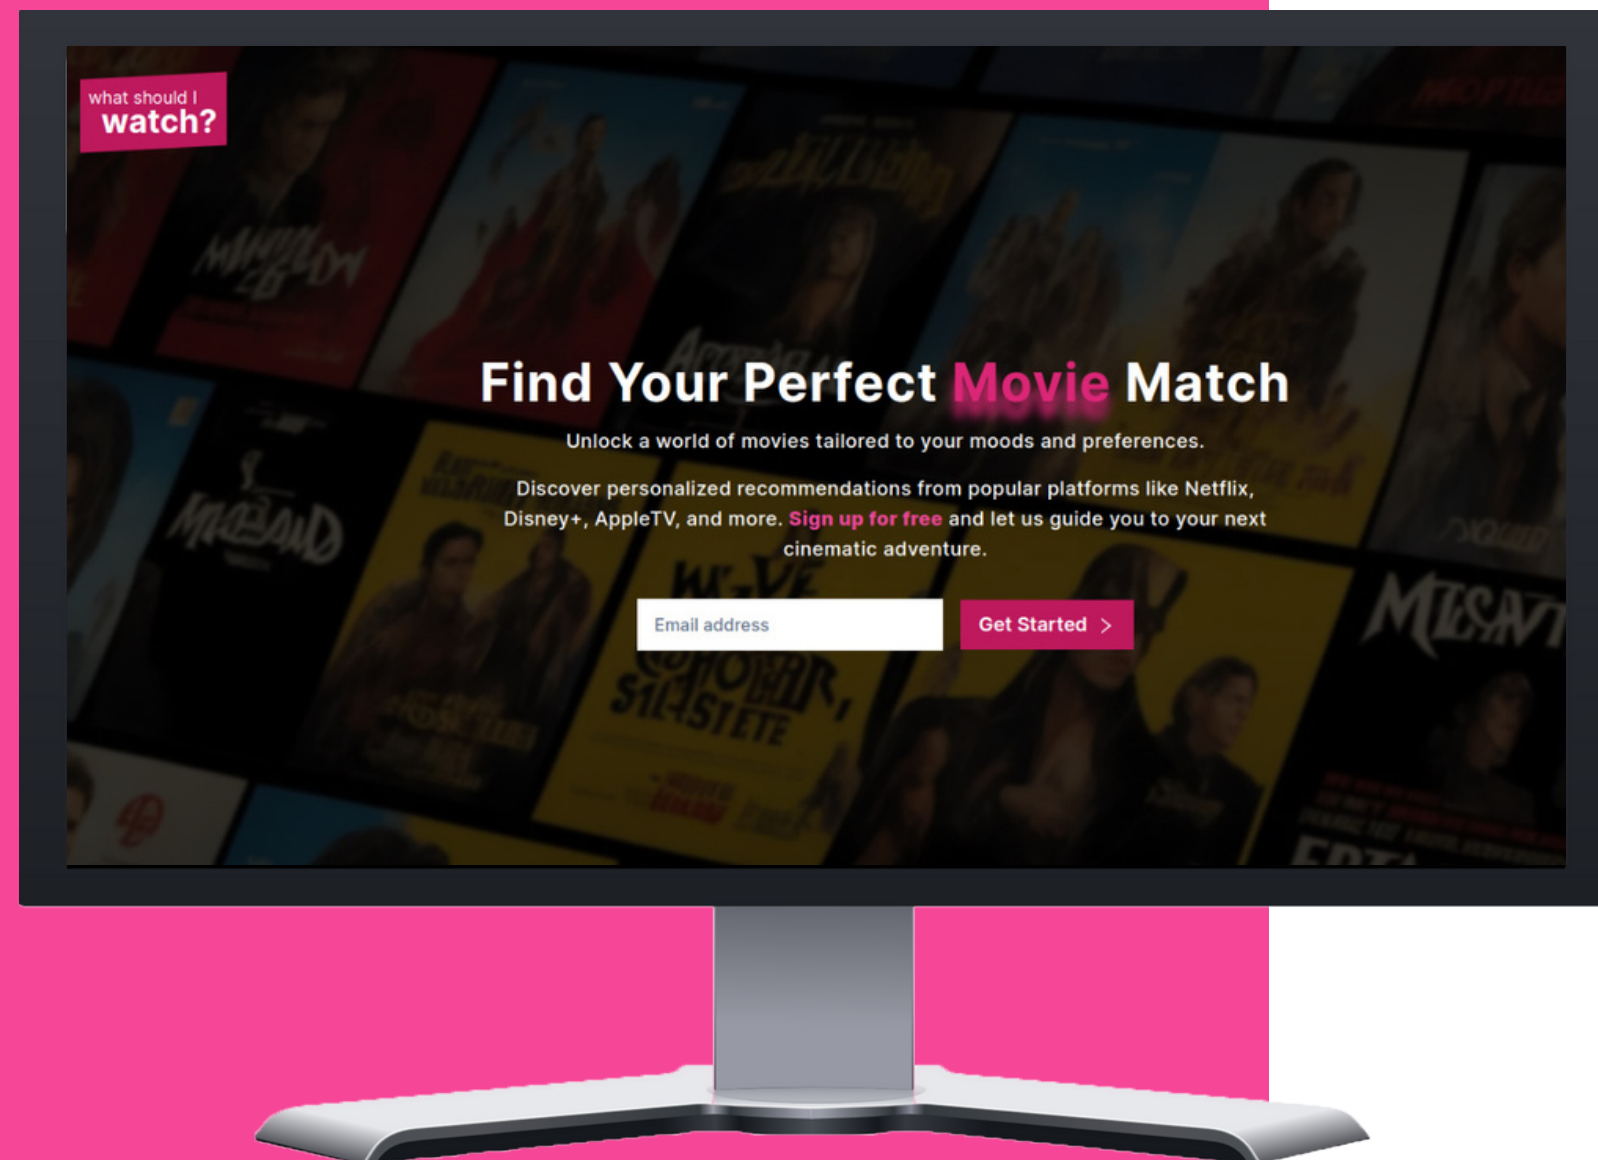 what should I
watch?
Find Your Perfect Movie Match
Unlock a world of movies tailored to your moods and preferences.
Discover personalized recommendations from popular platforms like Netflix,
Disney+, AppleTV, and more. Sign up for free and let us guide you to your next
cinematic adventure.
Email address
Get Started >